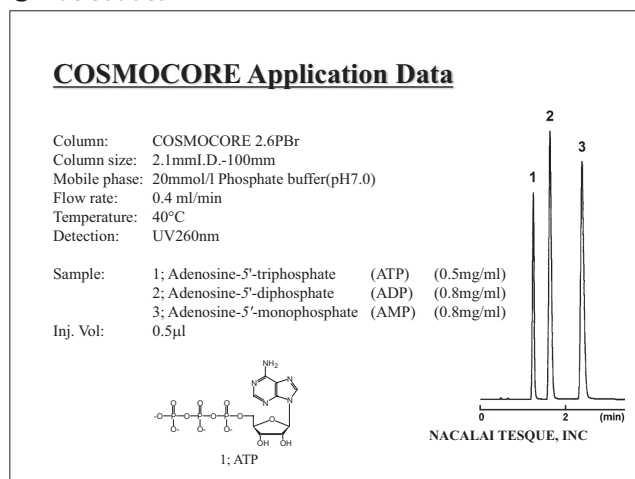 COSMOCORE Application Data
Column: COSMOCORE 2.6PBr
Column size: 2.1mmI.D.-100mm
Mobile phase: 20mmol/l Phosphate buffer(pH7.0)
Flow rate: 0.4 ml/min
Temperature: 40°C
Detection: UV260nm
Sample: 1; Adenosine-5'-triphosphate (ATP) (0.5mg/ml)
2; Adenosine-5'-diphosphate (ADP) (0.8mg/ml)
3; Adenosine-5'-monophosphate (AMP) (0.8mg/ml)
Inj. Vol: 0.5µl
1
2
3
0 2 (min)
NACALAI TESQUE, INC
NH2
N
N
N
N
-O-P-O-P-O-P-O
O
O
O
O-
O-
O-
O
OH OH
1; ATP